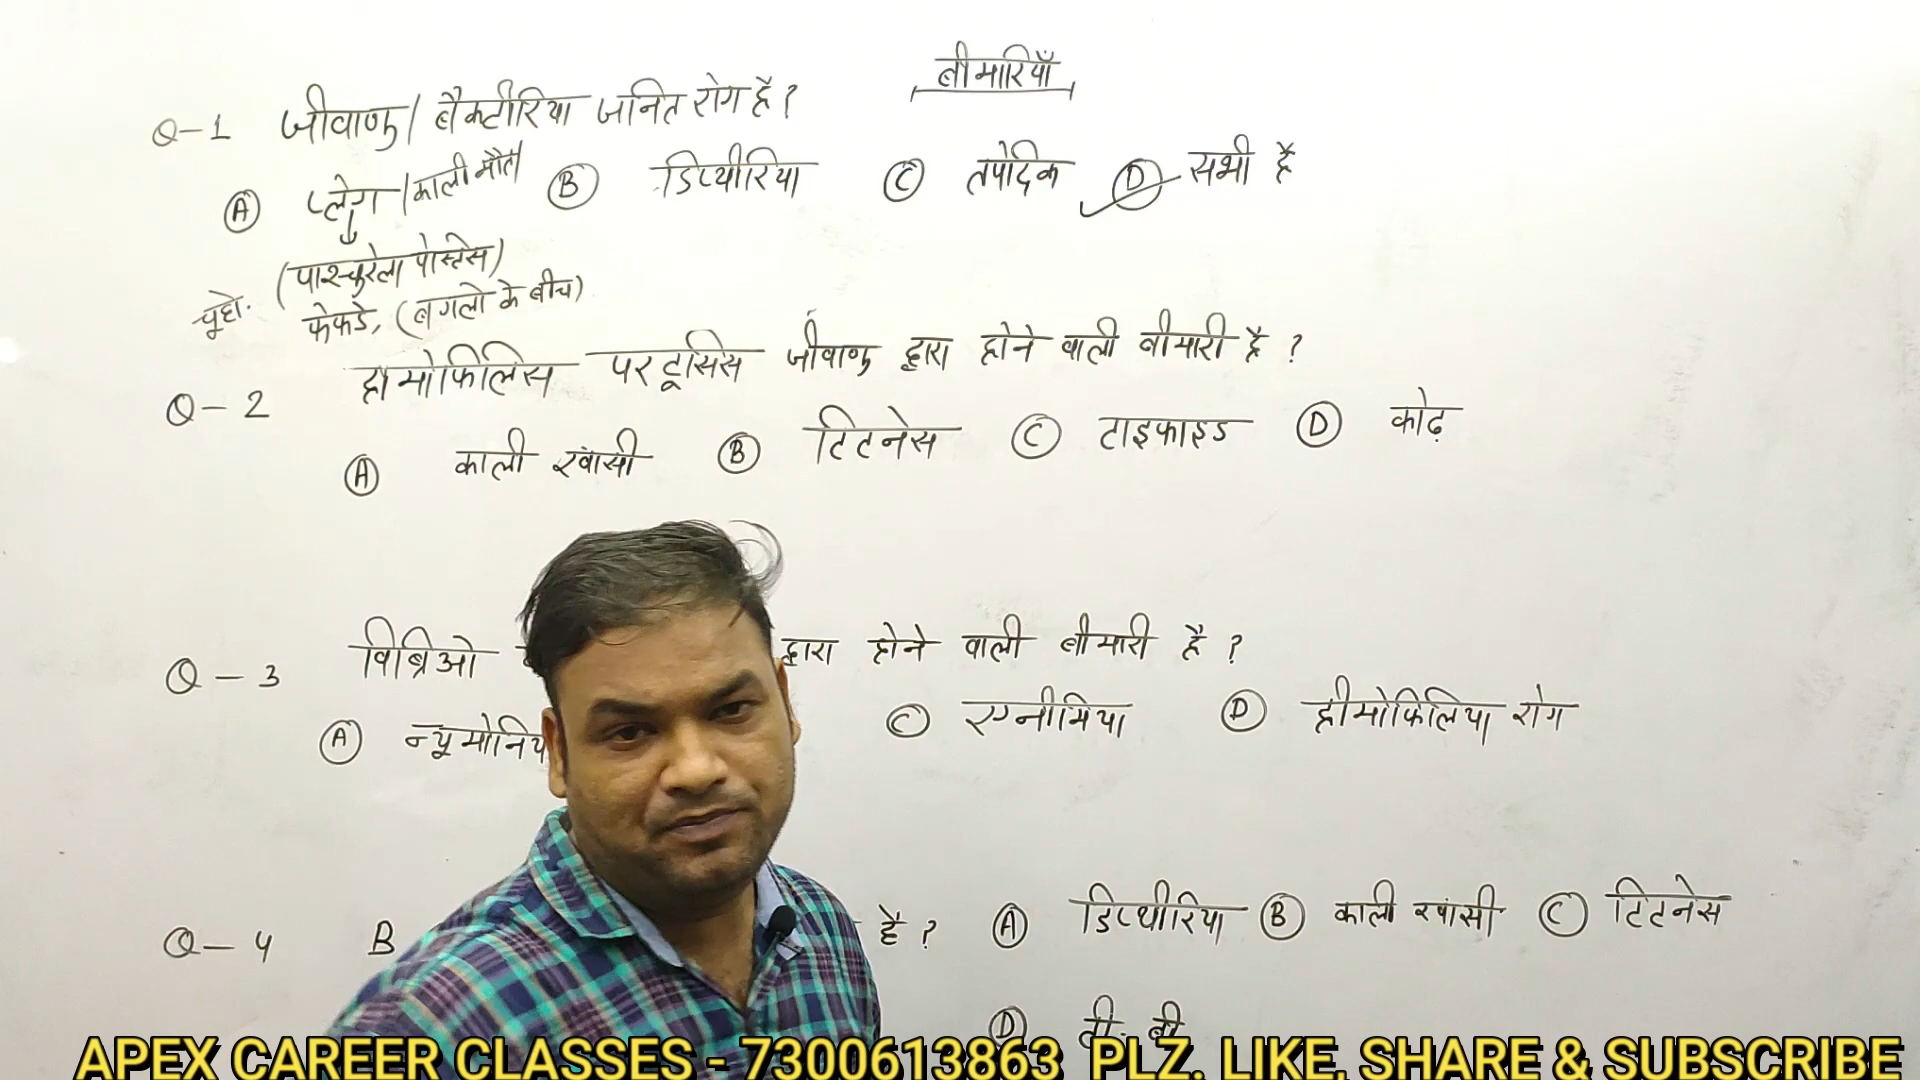 बीमारियाँ
Q-1 जीवाणु/बैक्टीरिया जनित रोग है?
(A) प्लेग/काली मौत (B) डिप्थीरिया (C) तपेदिक (D) सभी है
(पाश्चुरेला पेस्टिस)
चूहो. फेफडे, (बगलो के बीच)
Q-2 हीमोफिलिस परटूसिस जीवाणु द्वारा होने वाली बीमारी है?
(A) काली खांसी (B) टिटनेस (C) टाइफाइड (D) कोढ़
Q-3 विब्रिओ द्वारा होने वाली बीमारी है?
(A) न्यूमोनिय (C) एनीमिया (D) हीमोफिलिया रोग
Q-4 B है? (A) डिप्थीरिया (B) काली खांसी (C) टिटनेस
(D) टी.बी
APEX CAREER CLASSES - 7300613863 PLZ. LIKE, SHARE & SUBSCRIBE